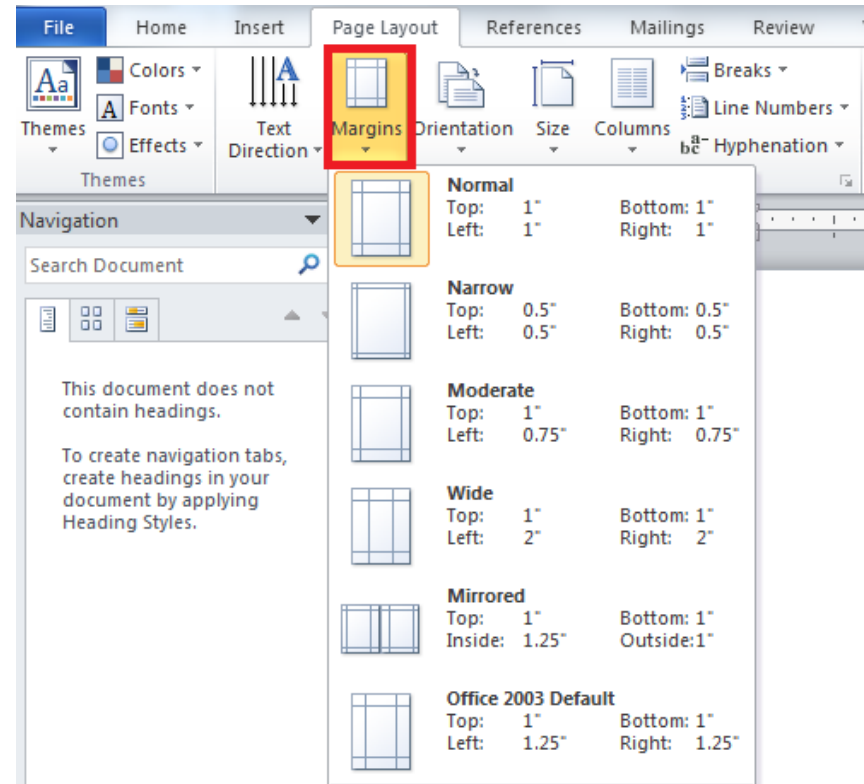 File Home Insert Page Layout References Mailings Review
Aa Colors Breaks
A Fonts Line Numbers
Themes Effects Text Direction Margins Orientation Size Columns Hyphenation
Themes
Navigation
Search Document
This document does not
contain headings.
To create navigation tabs,
create headings in your
document by applying
Heading Styles.
Normal
Top: 1" Bottom: 1"
Left: 1" Right: 1"
Narrow
Top: 0.5" Bottom: 0.5"
Left: 0.5" Right: 0.5"
Moderate
Top: 1" Bottom: 1"
Left: 0.75" Right: 0.75"
Wide
Top: 1" Bottom: 1"
Left: 2" Right: 2"
Mirrored
Top: 1" Bottom: 1"
Inside: 1.25" Outside:1"
Office 2003 Default
Top: 1" Bottom: 1"
Left: 1.25" Right: 1.25"